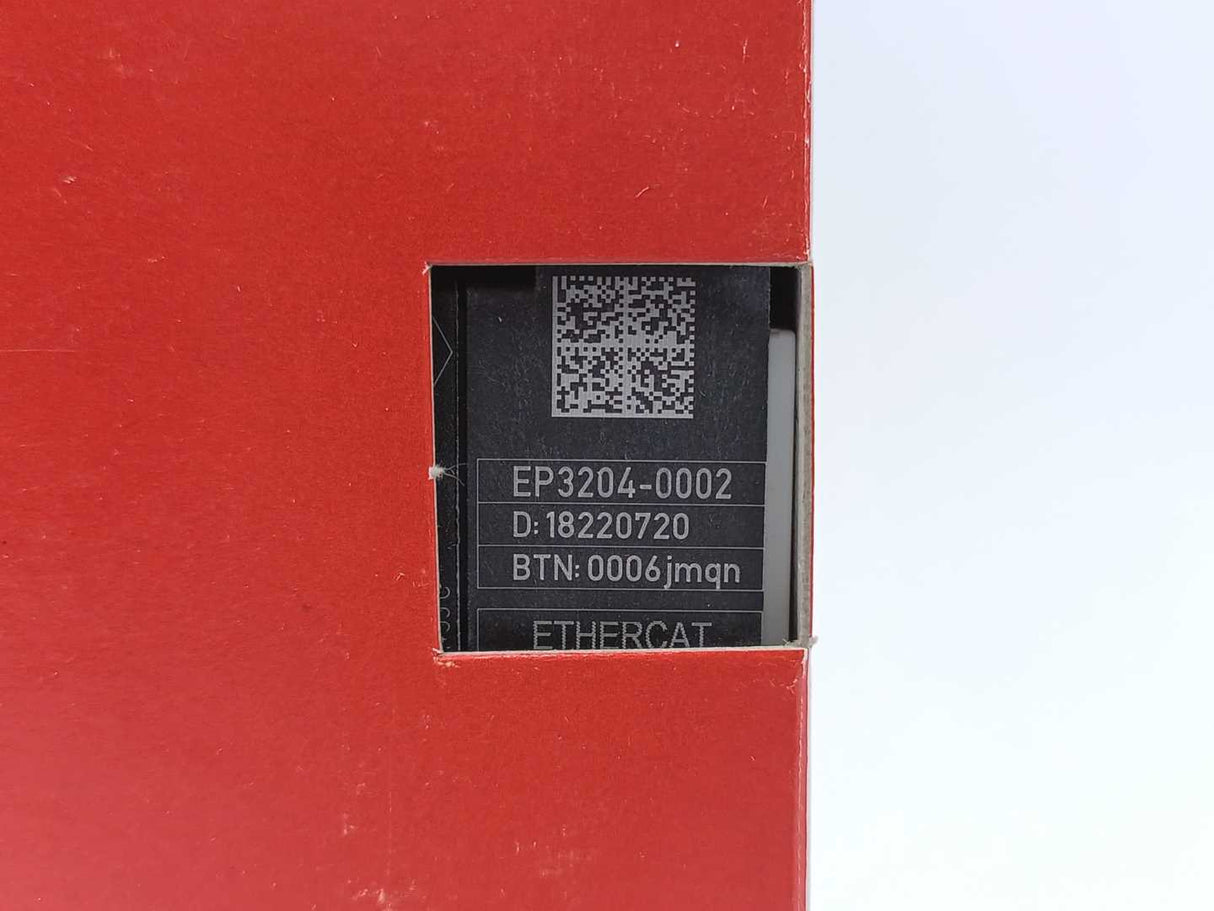 EP3204-0002
D:18220720
BTN:0006jmqn
ETHERCAT